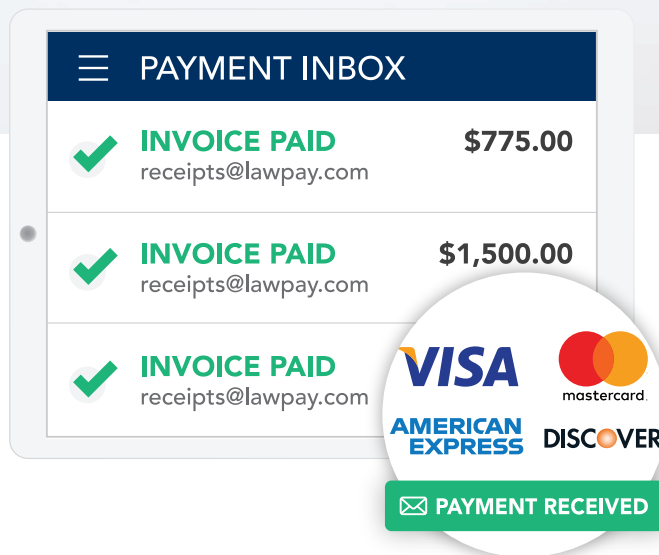 PAYMENT INBOX
INVOICE PAID $775.00
receipts@lawpay.com
INVOICE PAID $1,500.00
receipts@lawpay.com
INVOICE PAID
receipts@lawpay.com
VISA
mastercard.
AMERICAN
EXPRESS
DISCOVER
PAYMENT RECEIVED